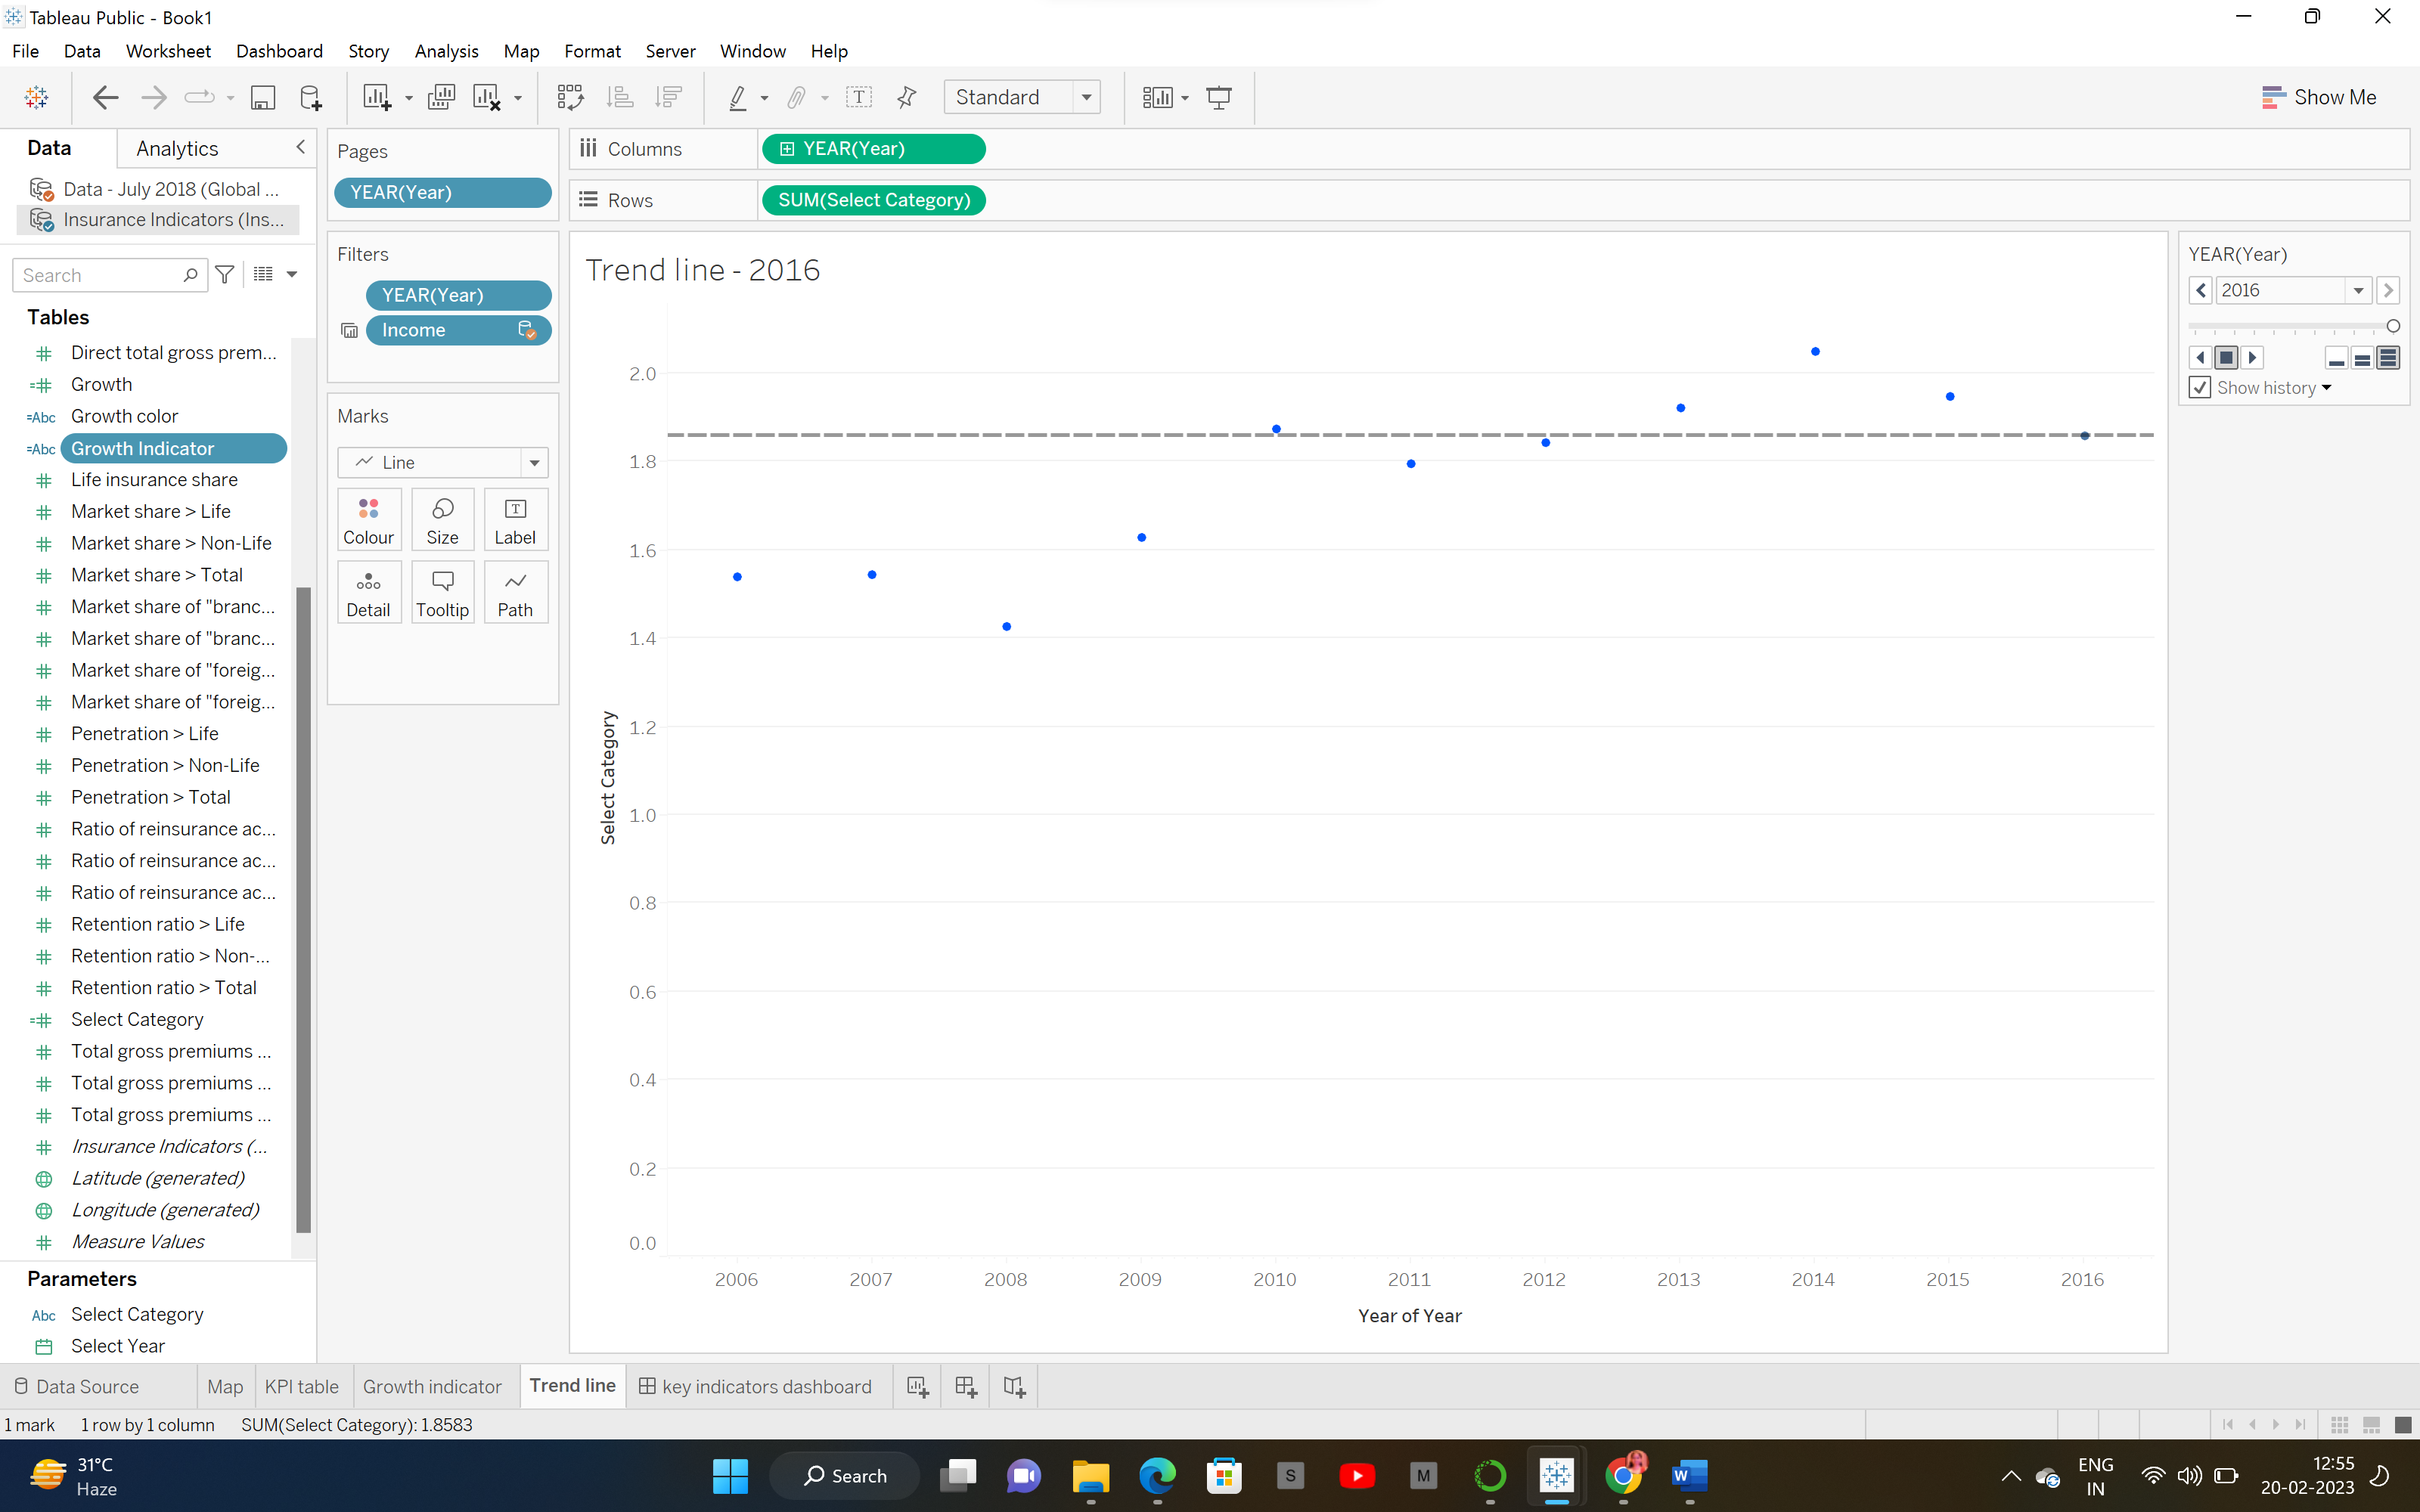 Tableau Public - Book1
File Data Worksheet Dashboard Story Analysis Map Format Server Window Help
Standard
Show Me
Data Analytics
Data - July 2018 (Global ...
Insurance Indicators (Ins...
Search
Tables
Direct total gross prem...
Growth
=Abc Growth color
=Abc Growth Indicator
Life insurance share
Market share > Life
Market share > Non-Life
Market share > Total
Market share of "branc...
Market share of "branc...
Market share of "foreig...
Market share of "foreig...
Penetration > Life
Penetration > Non-Life
Penetration > Total
Ratio of reinsurance ac...
Ratio of reinsurance ac...
Ratio of reinsurance ac...
Retention ratio > Life
Retention ratio > Non-...
Retention ratio > Total
Select Category
Total gross premiums ...
Total gross premiums ...
Total gross premiums ...
Insurance Indicators (...
Latitude (generated)
Longitude (generated)
Measure Values
Parameters
Abc Select Category
Select Year
Pages
YEAR(Year)
Filters
YEAR(Year)
Income
Marks
Line
Colour Size Label
Detail Tooltip Path
Columns YEAR(Year)
Rows SUM(Select Category)
Trend line - 2016
2.0
1.8
1.6
1.4
1.2
1.0
0.8
0.6
0.4
0.2
0.0
Select Category
2006 2007 2008 2009 2010 2011 2012 2013 2014 2015 2016
Year of Year
YEAR(Year)
2016
Show history
Data Source Map KPI table Growth indicator Trend line key indicators dashboard
1 mark 1 row by 1 column SUM(Select Category): 1.8583
31°C
Haze
Search
S
M
W
ENG
IN
12:55
20-02-2023